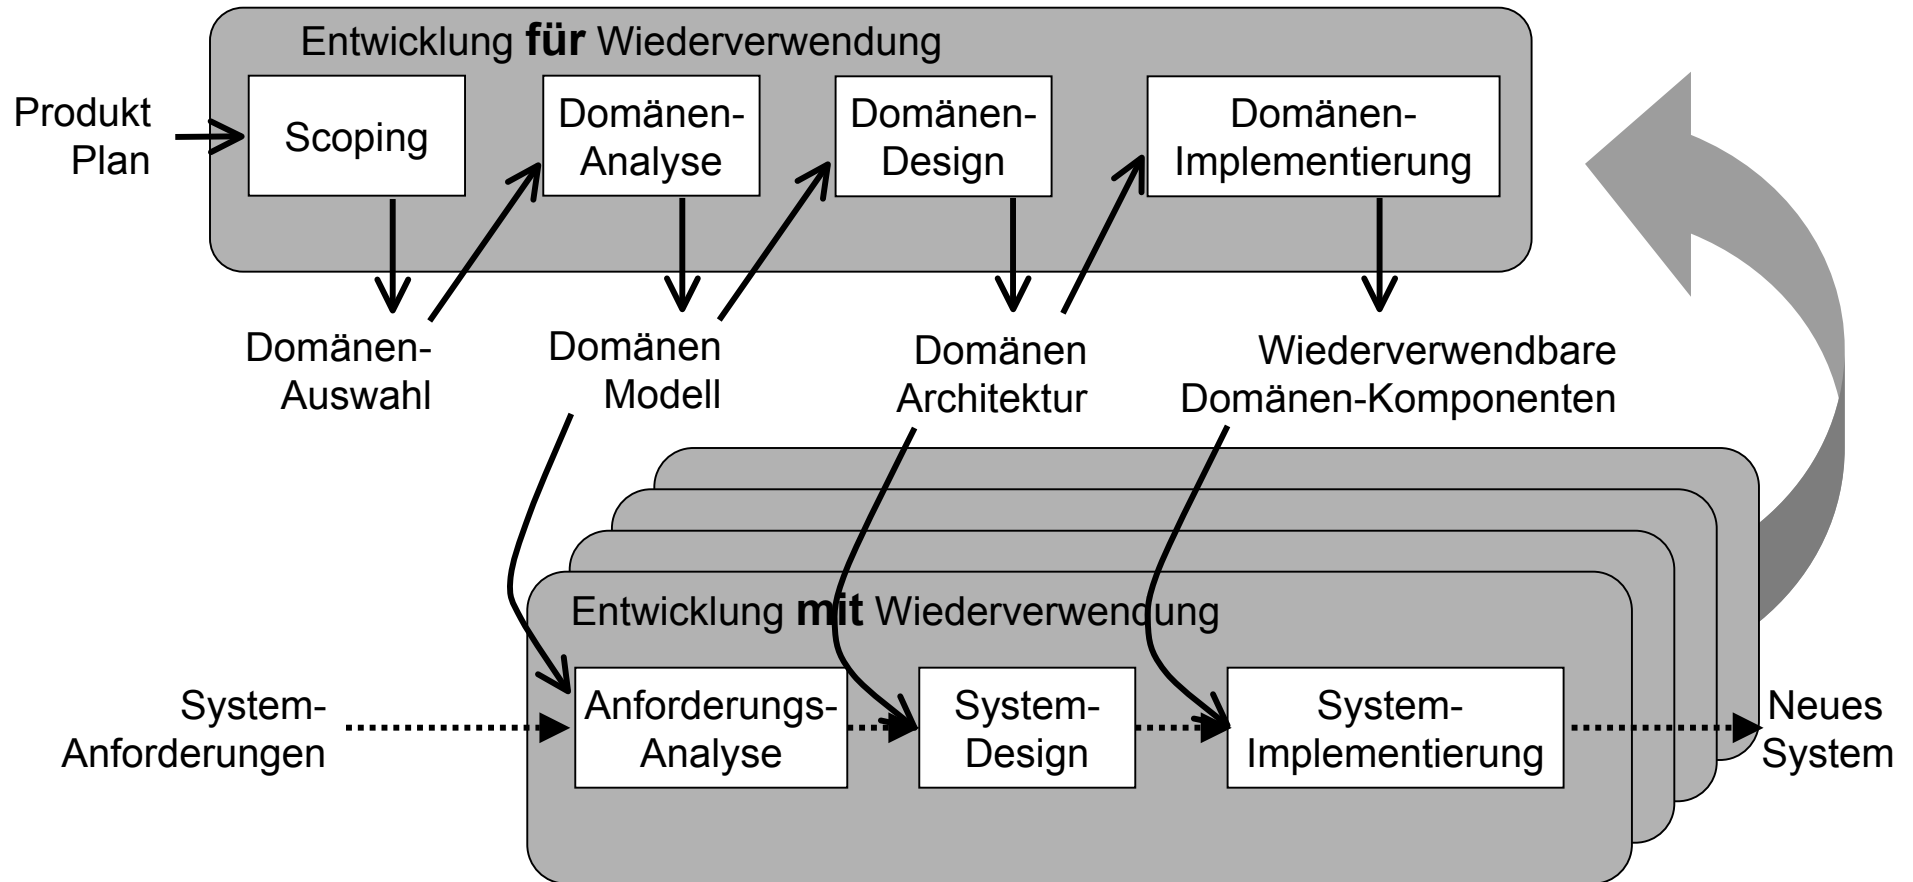 Entwicklung für Wiederverwendung
Produkt
Plan
Scoping
Domänen-
Analyse
Domänen-
Design
Domänen-
Implementierung
Domänen-
Auswahl
Domänen
Modell
Domänen
Architektur
Wiederverwendbare
Domänen-Komponenten
Entwicklung mit Wiederverwendung
System-
Anforderungen
Anforderungs-
Analyse
System-
Design
System-
Implementierung
Neues
System